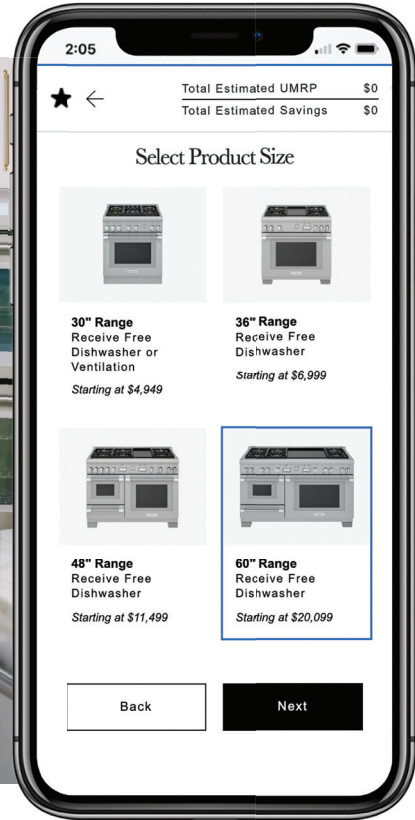 2:05
Total Estimated UMRP $0
Total Estimated Savings $0
Select Product Size
30" Range
Receive Free
Dishwasher or
Ventilation
Starting at $4,949
36" Range
Receive Free
Dishwasher
Starting at $6,999
48" Range
Receive Free
Dishwasher
Starting at $11,499
60" Range
Receive Free
Dishwasher
Starting at $20,099
Back
Next